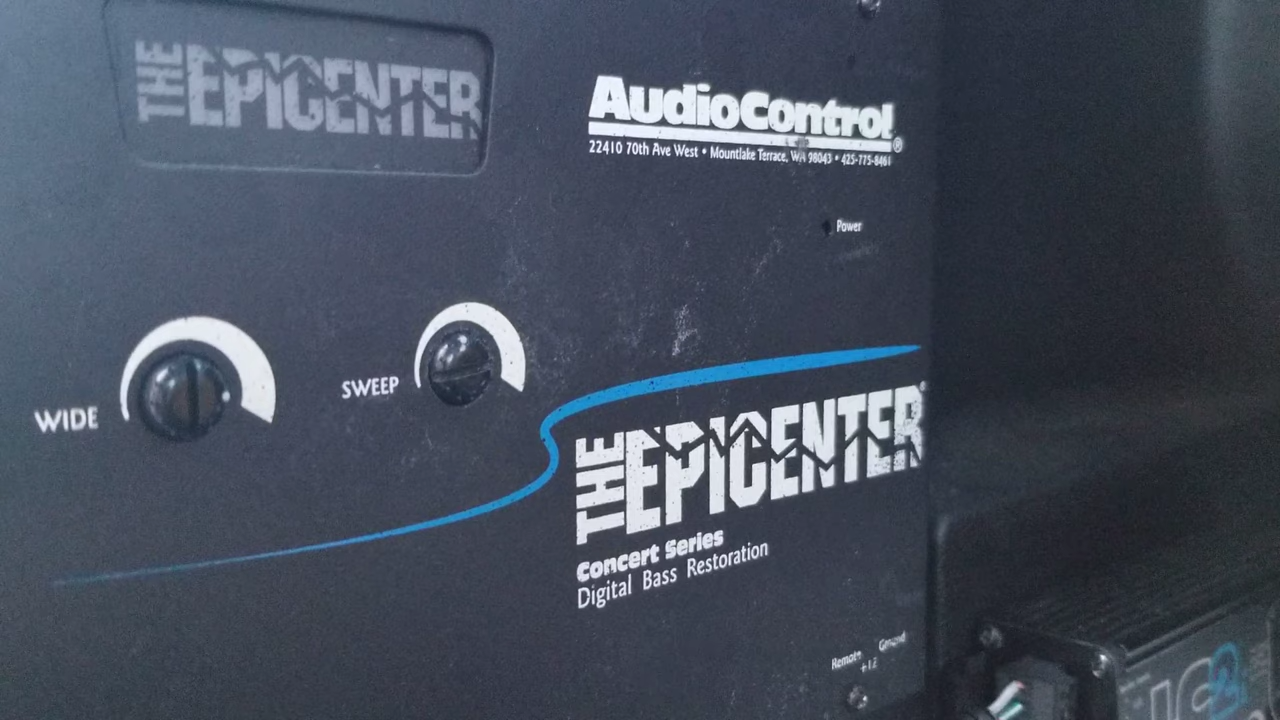 THE EPICENTER
AudioControl®
22410 70th Ave West • Mountlake Terrace, WA 98043 • 425-775-8461
Power
WIDE
SWEEP
THE EPICENTER
Concert Series
Digital Bass Restoration
Remote Ground
+12